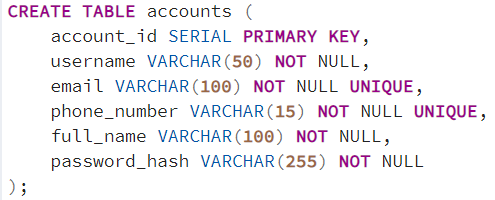 CREATE TABLE accounts (
    account_id SERIAL PRIMARY KEY,
    username VARCHAR(50) NOT NULL,
    email VARCHAR(100) NOT NULL UNIQUE,
    phone_number VARCHAR(15) NOT NULL UNIQUE,
    full_name VARCHAR(100) NOT NULL,
    password_hash VARCHAR(255) NOT NULL
);